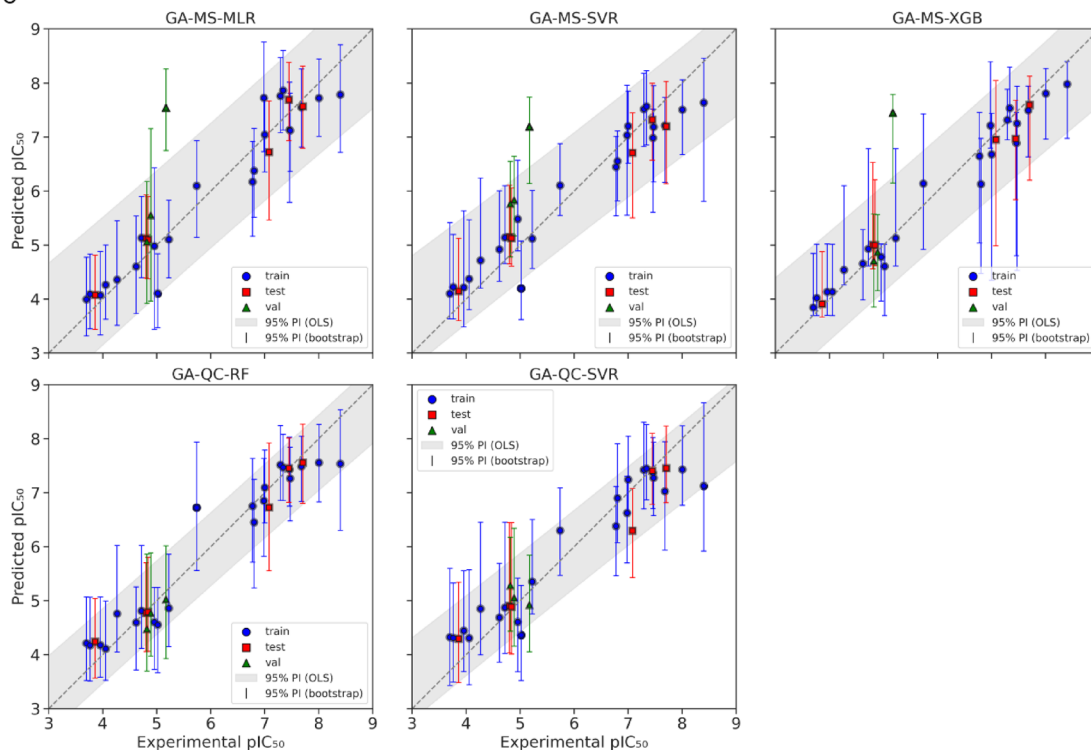 GA-MS-MLR
GA-MS-SVR
GA-MS-XGB
9
8
7
6
5
4
3
Predicted pIC₅₀
train
test
val
95% PI (OLS)
95% PI (bootstrap)
train
test
val
95% PI (OLS)
95% PI (bootstrap)
train
test
val
95% PI (OLS)
95% PI (bootstrap)
GA-QC-RF
GA-QC-SVR
9
8
7
6
5
4
3
Predicted pIC₅₀
train
test
val
95% PI (OLS)
95% PI (bootstrap)
train
test
val
95% PI (OLS)
95% PI (bootstrap)
3 4 5 6 7 8 9
3 4 5 6 7 8 9
Experimental pIC₅₀
Experimental pIC₅₀